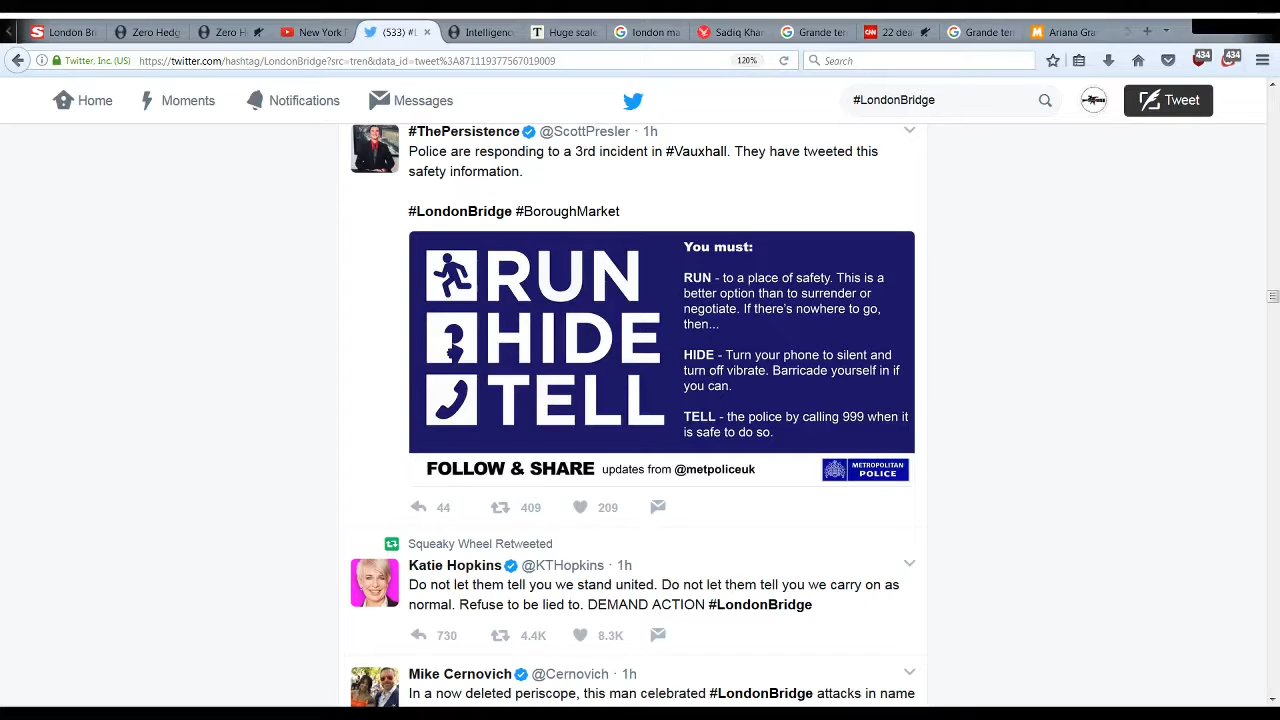 London Br
Zero Hedg
Zero H
New York
(533) #L
Intelligenc
Huge scale
london ma
Sadiq Khar
Grande ter
22 dea
Grande ter
Ariana Gra
Twitter, Inc. (US)
https://twitter.com/hashtag/LondonBridge?src=tren&data_id=tweet%3A871119377567019009
120%
Search
434
434
Home
Moments
Notifications
Messages
#LondonBridge
Tweet
#ThePersistence @ScottPresler · 1h
Police are responding to a 3rd incident in #Vauxhall. They have tweeted this
safety information.
#LondonBridge #BoroughMarket
RUN
HIDE
TELL
You must:
RUN - to a place of safety. This is a
better option than to surrender or
negotiate. If there's nowhere to go,
then...
HIDE - Turn your phone to silent and
turn off vibrate. Barricade yourself in if
you can.
TELL - the police by calling 999 when it
is safe to do so.
FOLLOW & SHARE updates from @metpoliceuk
METROPOLITAN
POLICE
44
409
209
Squeaky Wheel Retweeted
Katie Hopkins @KTHopkins · 1h
Do not let them tell you we stand united. Do not let them tell you we carry on as
normal. Refuse to be lied to. DEMAND ACTION #LondonBridge
730
4.4K
8.3K
Mike Cernovich @Cernovich · 1h
In a now deleted periscope, this man celebrated #LondonBridge attacks in name